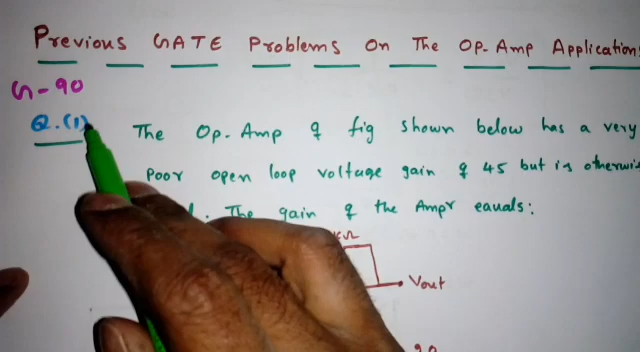 Previous GATE Problems On The Op-Amp Applications
G-90
Q.(1) The Op-Amp of fig shown below has a very
poor open loop voltage gain of 45 but is otherwise
The gain of the Ampr equals:
Vout